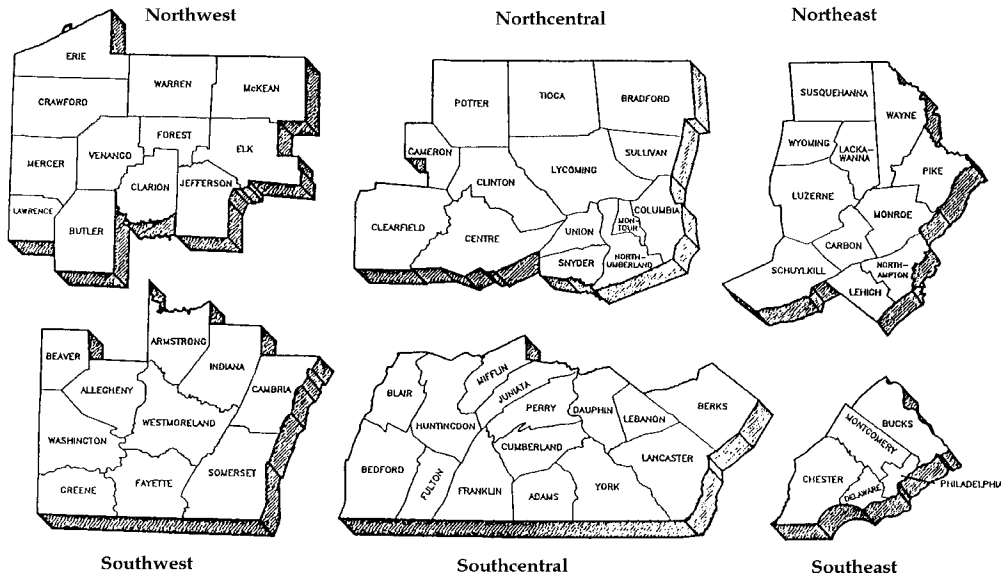 Northwest
ERIE
WARREN
McKEAN
CRAWFORD
FOREST
ELK
MERCER
VENANGO
CLARION
JEFFERSON
LAWRENCE
BUTLER
Northcentral
POTTER
TIOGA
BRADFORD
CAMERON
SULLIVAN
LYCOMING
CLINTON
COLUMBIA
MON-
TOUR
CLEARFIELD
CENTRE
UNION
SNYDER
NORTH-
UMBERLAND
Northeast
SUSQUEHANNA
WAYNE
WYOMING
LACKA-
WANNA
PIKE
LUZERNE
MONROE
CARBON
SCHUYLKILL
NORTH-
AMPTON
LEHIGH
BEAVER
ARMSTRONG
INDIANA
ALLEGHENY
CAMBRIA
WESTMORELAND
WASHINGTON
SOMERSET
GREENE
FAYETTE
Southwest
MIFFLIN
BLAIR
JUNIATA
HUNTINGDON
PERRY
DAUPHIN
LEBANON
BERKS
CUMBERLAND
LANCASTER
BEDFORD
FULTON
FRANKLIN
ADAMS
YORK
Southcentral
BUCKS
MONTGOMERY
CHESTER
DELAWARE
PHILADELPHIA
Southeast